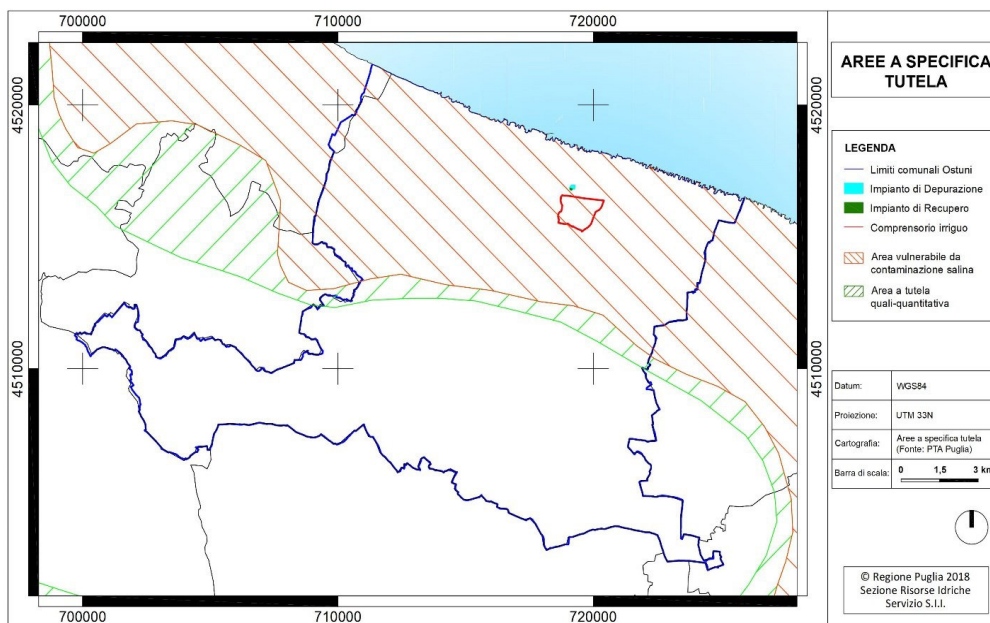 700000 710000 720000
4520000 4520000
4510000 4510000
700000 710000 720000
AREE A SPECIFICA
TUTELA
LEGENDA
Limiti comunali Ostuni
Impianto di Depurazione
Impianto di Recupero
Comprensorio irriguo
Area vulnerabile da
contaminazione salina
Area a tutela
quali-quantitativa
Datum: WGS84
Proiezione: UTM 33N
Cartografia: Aree a specifica tutela
(Fonte: PTA Puglia)
Barra di scala: 0 1,5 3 km
© Regione Puglia 2018
Sezione Risorse Idriche
Servizio S.I.I.